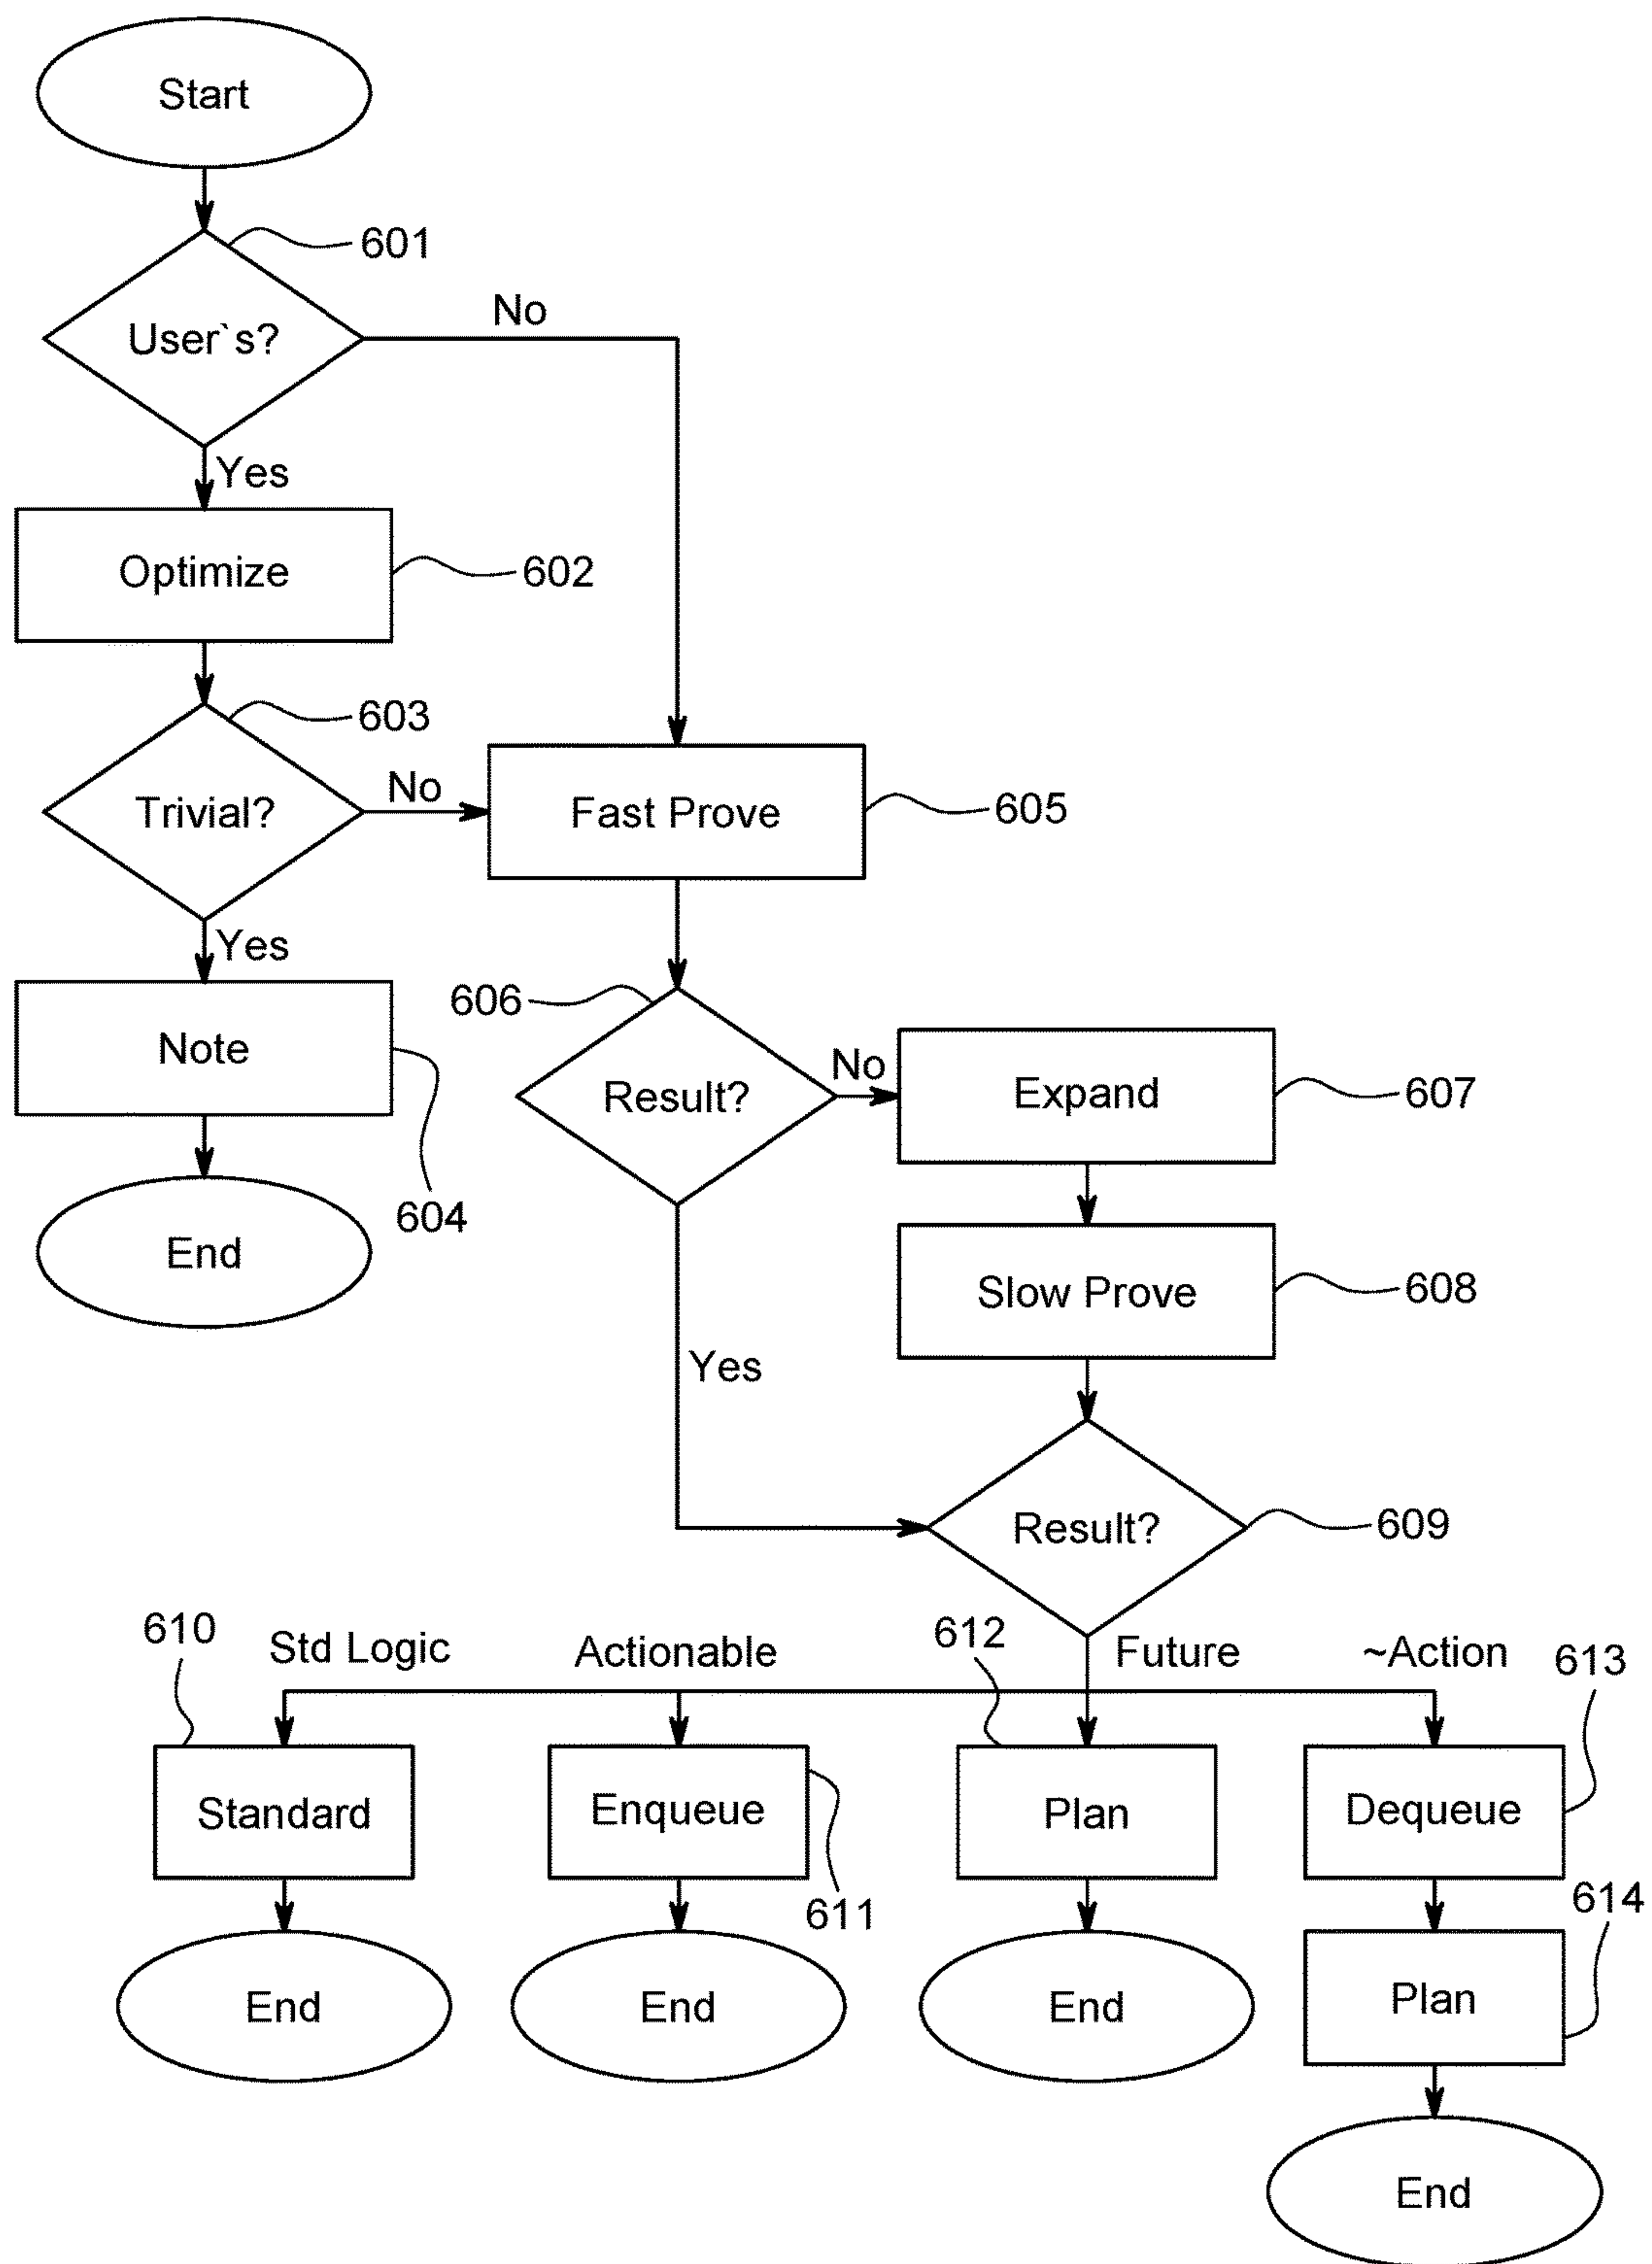 Start
601
User`s?
No
Yes
Optimize
602
603
Trivial?
No
Fast Prove
605
Yes
Note
604
End
606
Result?
No
Expand
607
Slow Prove
608
Yes
Result?
609
610
Std Logic
Actionable
612
Future
~Action
613
Standard
Enqueue
Plan
Dequeue
611
614
End
End
End
Plan
End